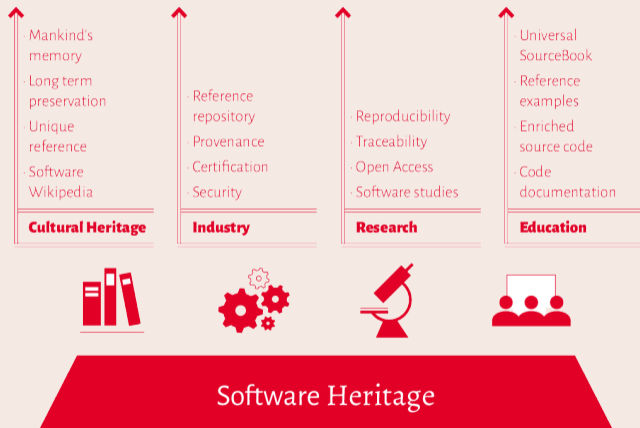 · Mankind's
memory
· Long term
preservation
· Unique
reference
· Software
Wikipedia
Cultural Heritage
· Reference
repository
· Provenance
· Certification
· Security
Industry
· Reproducibility
· Traceability
· Open Access
· Software studies
Research
· Universal
SourceBook
· Reference
examples
· Enriched
source code
· Code
documentation
Education
Software Heritage